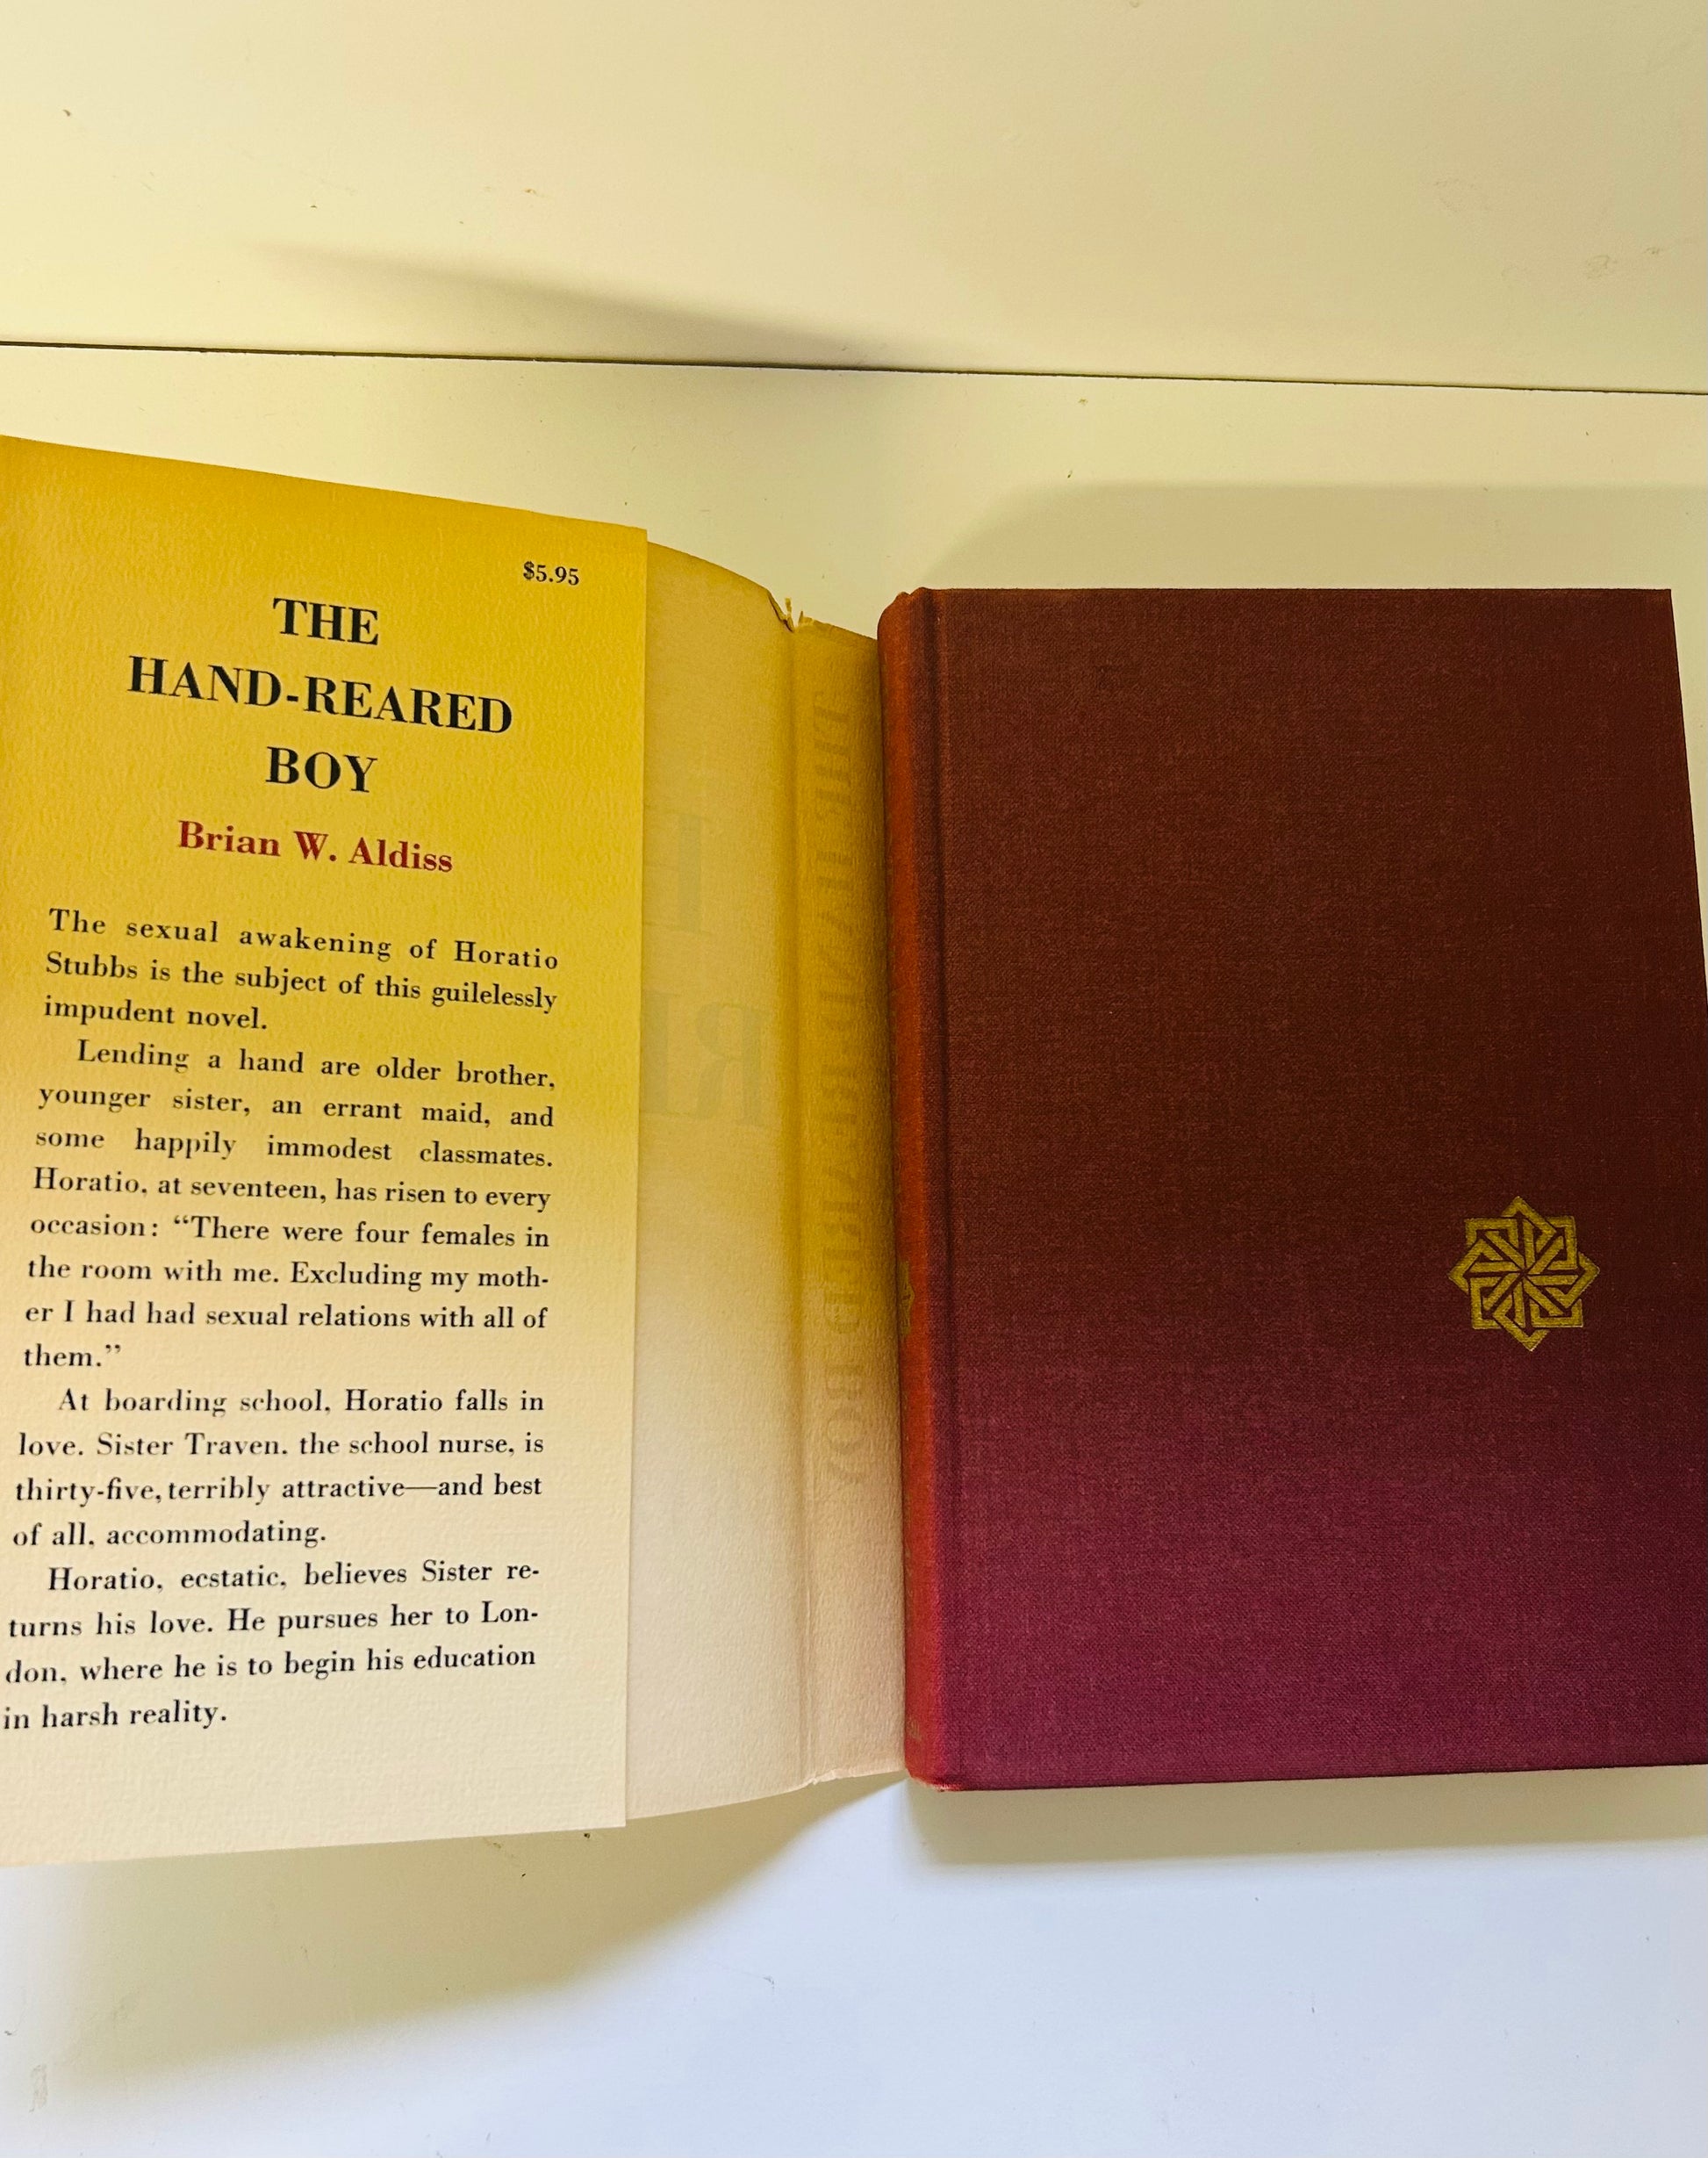 $5.95
THE
HAND-REARED
BOY
Brian W. Aldiss
The sexual awakening of Horatio
Stubbs is the subject of this guilelessly
impudent novel.
Lending a hand are older brother,
younger sister, an errant maid, and
some happily immodest classmates.
Horatio, at seventeen, has risen to every
occasion: “There were four females in
the room with me. Excluding my moth-
er I had had sexual relations with all of
them.”
At boarding school, Horatio falls in
love. Sister Traven, the school nurse, is
thirty-five, terribly attractive—and best
of all, accommodating.
Horatio, ecstatic, believes Sister re-
turns his love. He pursues her to Lon-
don, where he is to begin his education
in harsh reality.